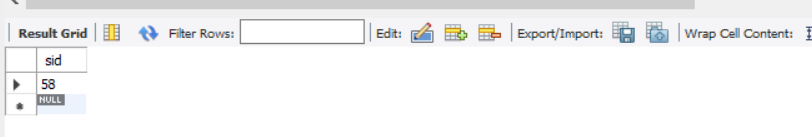 Result Grid Filter Rows: Edit: Export/Import: Wrap Cell Content:
sid
58
NULL